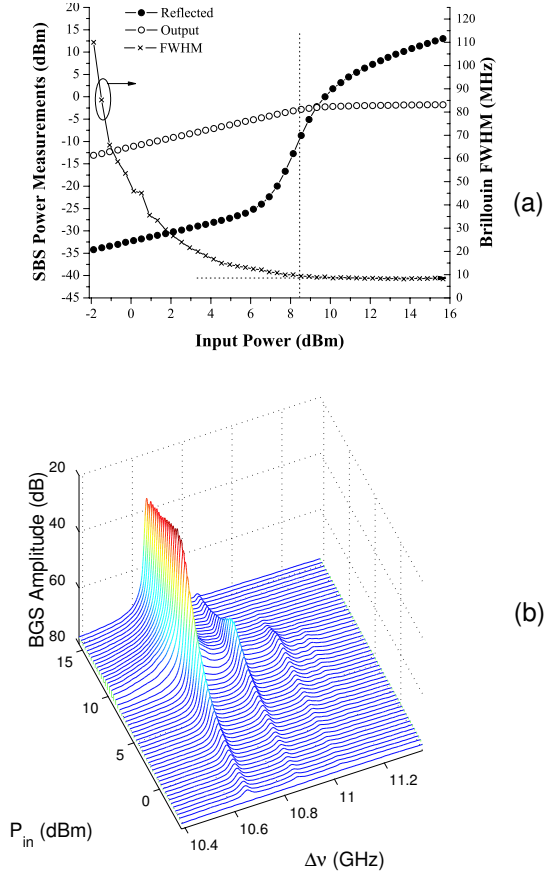 Reflected
Output
FWHM
SBS Power Measurements (dBm)
20
15
10
5
0
-5
-10
-15
-20
-25
-30
-35
-40
-45
120
110
100
90
80
70
60
50
40
30
20
10
0
Brillouin FWHM (MHz)
-2 0 2 4 6 8 10 12 14 16
Input Power (dBm)
(a)
BGS Amplitude (dB)
20
40
60
80
15
10
5
0
P_in (dBm)
10.4 10.6 10.8 11 11.2
Δν (GHz)
(b)